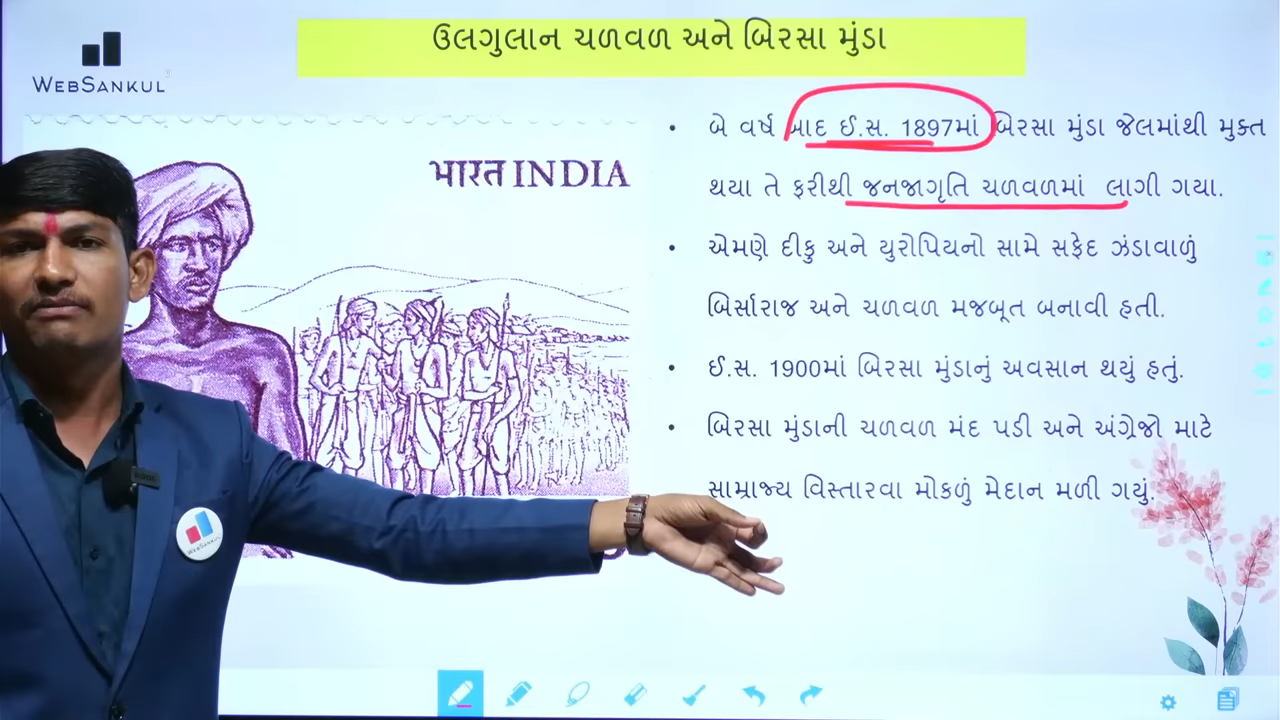 ઉલગુલાન ચળવળ અને બિરસા મુંડા
WEBSANKUL
भारत INDIA
• બે વર્ષ બાદ ઈ.સ. 1897માં બિરસા મુંડા જેલમાંથી મુક્ત
થયા તે ફરીથી જનજાગૃતિ ચળવળમાં લાગી ગયા.
• એમણે દીકુ અને યુરોપિયનો સામે સફેદ ઝંડાવાળું
બિર્સારાજ અને ચળવળ મજબૂત બનાવી હતી.
• ઈ.સ. 1900માં બિરસા મુંડાનું અવસાન થયું હતું.
• બિરસા મુંડાની ચળવળ મંદ પડી અને અંગ્રેજો માટે
સામ્રાજ્ય વિસ્તારવા મોકળું મેદાન મળી ગયું.
WEBSANKUL